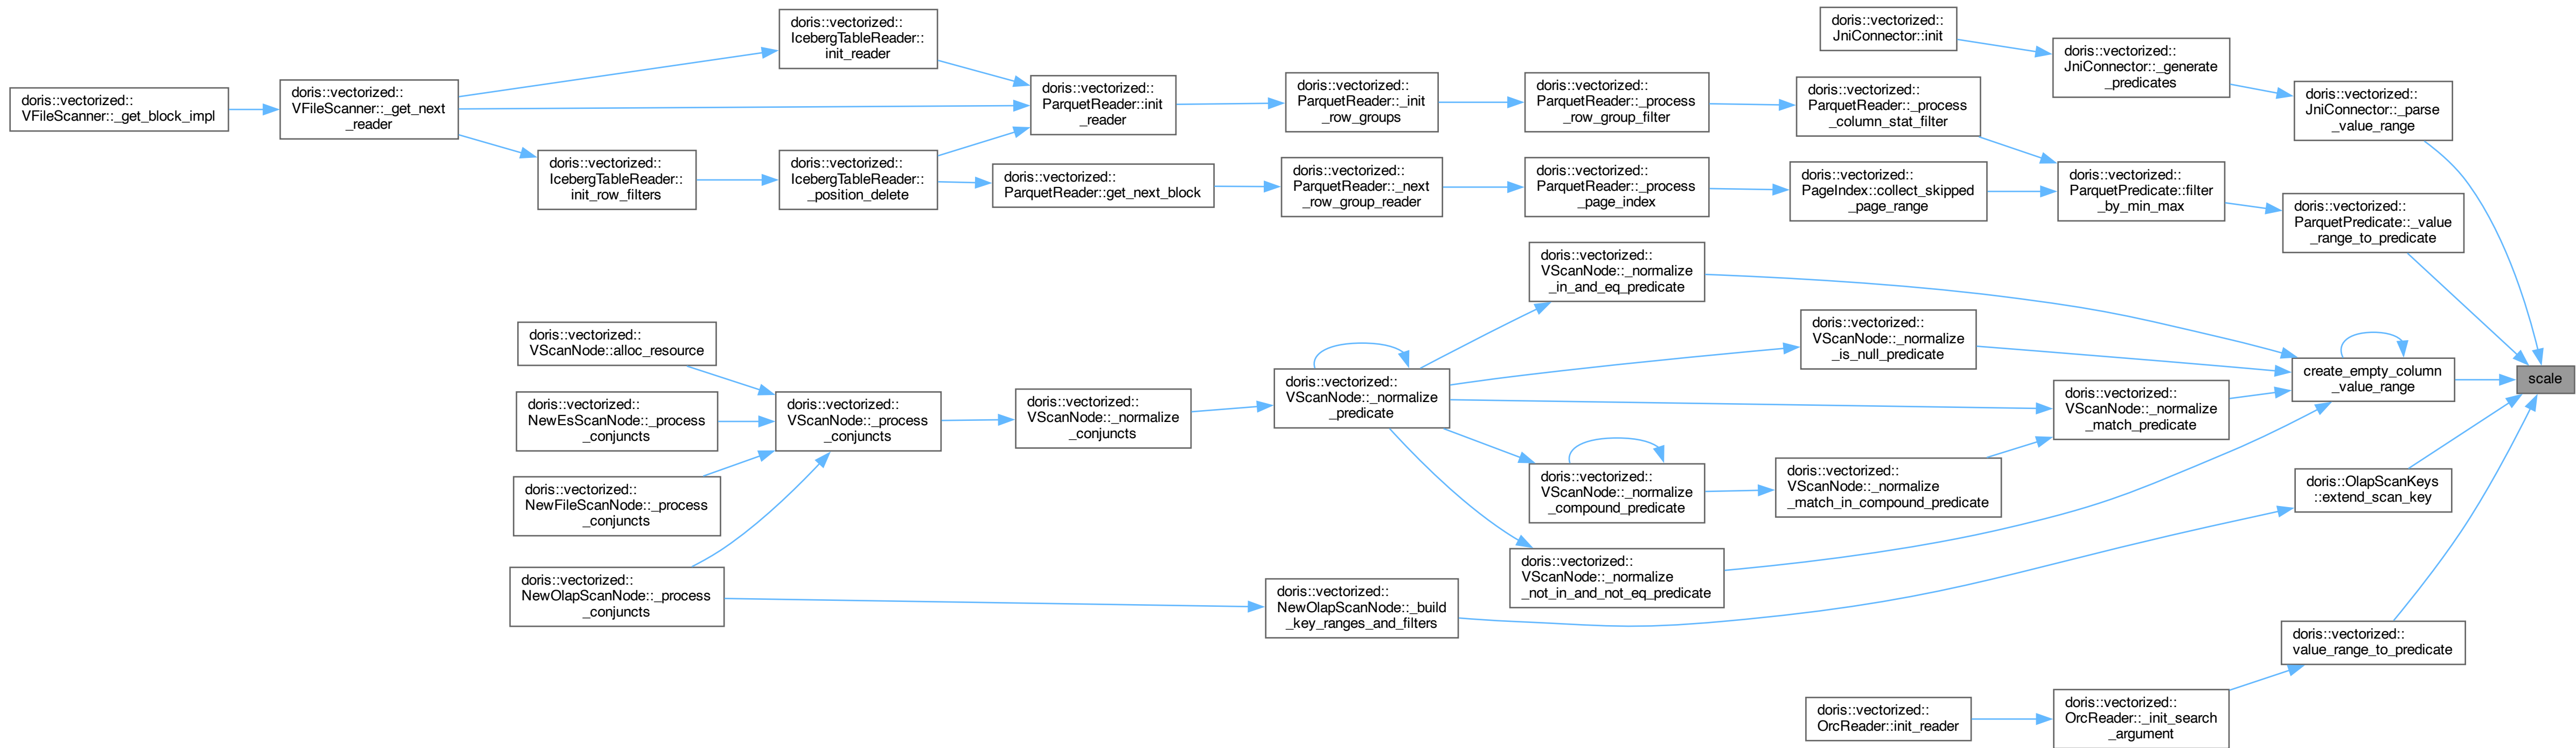 doris::vectorized::
IcebergTableReader::
init_reader
doris::vectorized::
JniConnector::init
doris::vectorized::
JniConnector::_generate
_predicates
doris::vectorized::
VFileScanner::_get_block_impl
doris::vectorized::
VFileScanner::_get_next
_reader
doris::vectorized::
ParquetReader::init
_reader
doris::vectorized::
ParquetReader::_init
_row_groups
doris::vectorized::
ParquetReader::_process
_row_group_filter
doris::vectorized::
ParquetReader::_process
_column_stat_filter
doris::vectorized::
JniConnector::_parse
_value_range
doris::vectorized::
IcebergTableReader::
init_row_filters
doris::vectorized::
IcebergTableReader::
_position_delete
doris::vectorized::
ParquetReader::get_next_block
doris::vectorized::
ParquetReader::_next
_row_group_reader
doris::vectorized::
ParquetReader::_process
_page_index
doris::vectorized::
PageIndex::collect_skipped
_page_range
doris::vectorized::
ParquetPredicate::filter
_by_min_max
doris::vectorized::
ParquetPredicate::_value
_range_to_predicate
doris::vectorized::
VScanNode::_normalize
_in_and_eq_predicate
doris::vectorized::
VScanNode::alloc_resource
doris::vectorized::
VScanNode::_normalize
_is_null_predicate
create_empty_column
_value_range
scale
doris::vectorized::
NewEsScanNode::_process
_conjuncts
doris::vectorized::
VScanNode::_process
_conjuncts
doris::vectorized::
VScanNode::_normalize
_conjuncts
doris::vectorized::
VScanNode::_normalize
_predicate
doris::vectorized::
VScanNode::_normalize
_match_predicate
doris::vectorized::
NewFileScanNode::_process
_conjuncts
doris::vectorized::
VScanNode::_normalize
_compound_predicate
doris::vectorized::
VScanNode::_normalize
_match_in_compound_predicate
doris::OlapScanKeys
::extend_scan_key
doris::vectorized::
NewOlapScanNode::_process
_conjuncts
doris::vectorized::
NewOlapScanNode::_build
_key_ranges_and_filters
doris::vectorized::
VScanNode::_normalize
_not_in_and_not_eq_predicate
doris::vectorized::
value_range_to_predicate
doris::vectorized::
OrcReader::init_reader
doris::vectorized::
OrcReader::_init_search
_argument